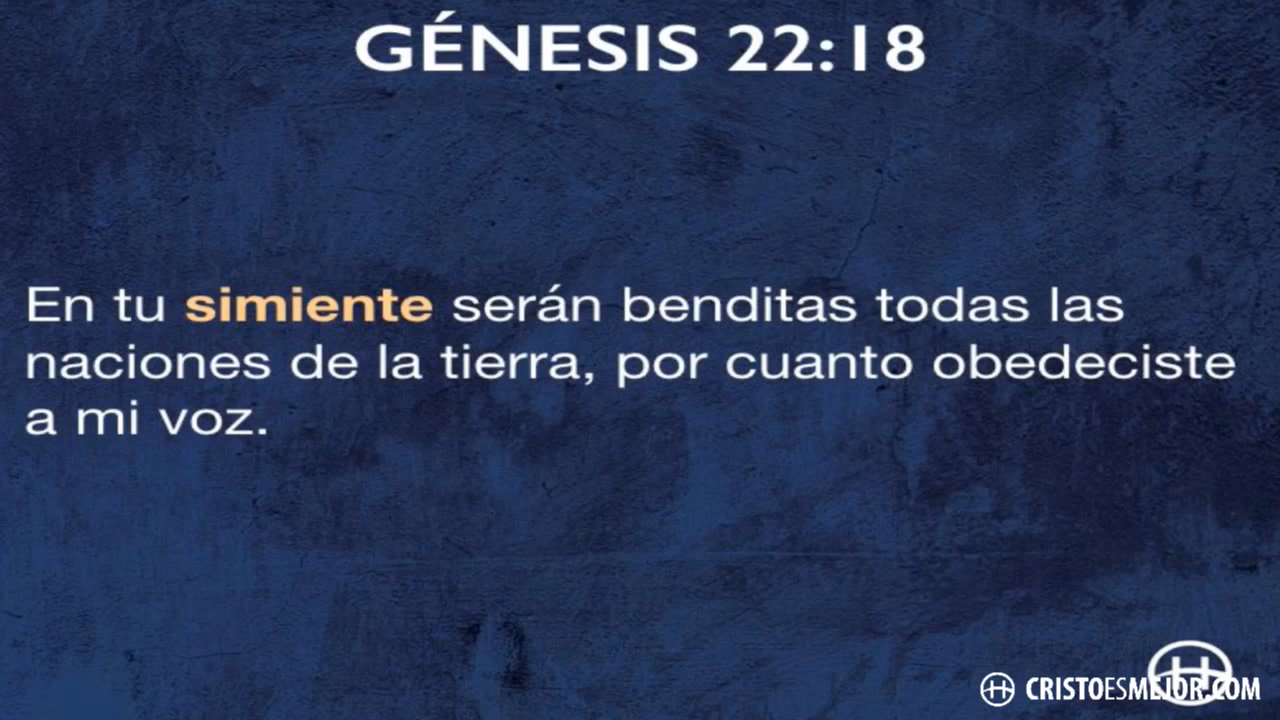 GÉNESIS 22:18
En tu simiente serán benditas todas las
naciones de la tierra, por cuanto obedeciste
a mi voz.
CRISTOESMEJOR.COM